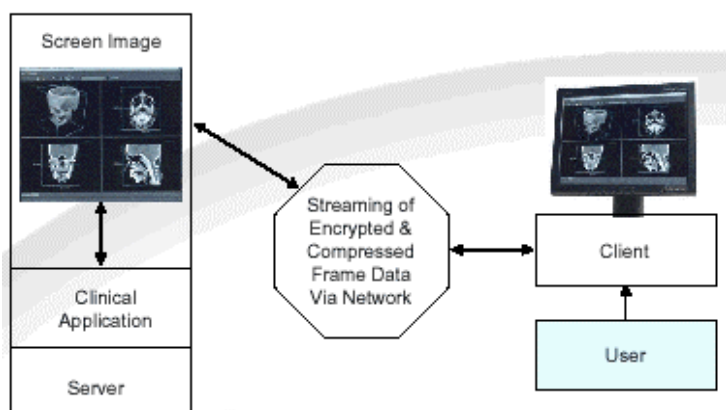 Screen Image
Streaming of
Encrypted &
Compressed
Frame Data
Via Network
Client
Clinical
Application
User
Server